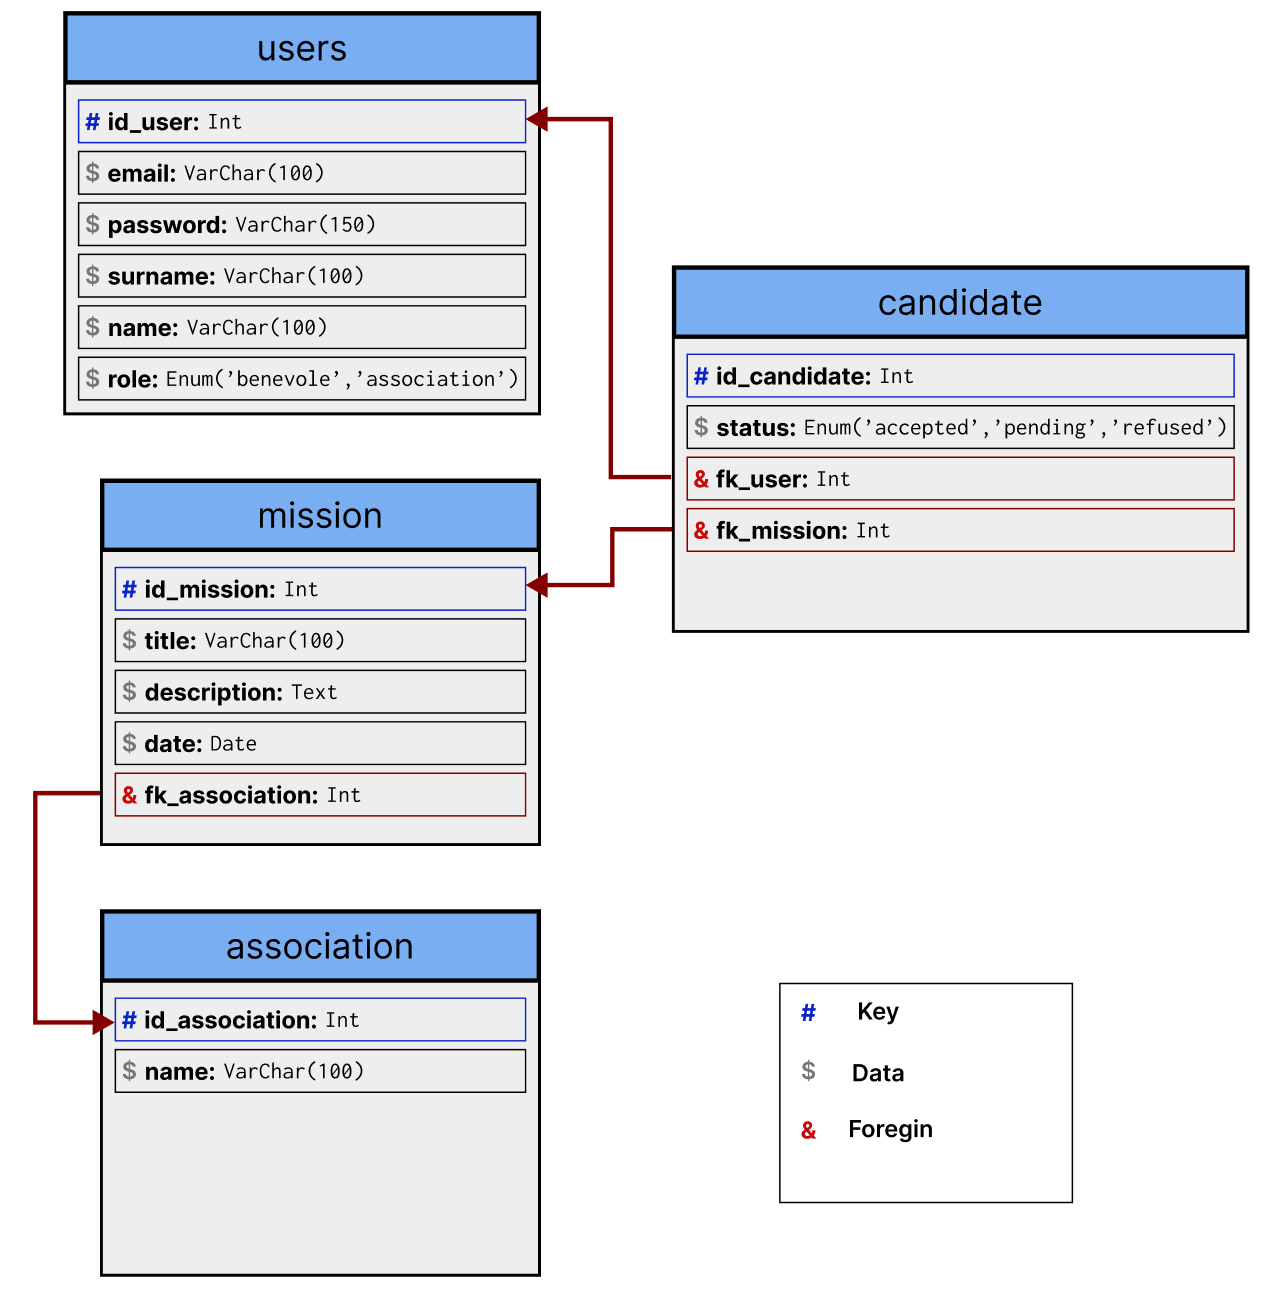 users
# id_user: Int
$ email: VarChar(100)
$ password: VarChar(150)
$ surname: VarChar(100)
$ name: VarChar(100)
$ role: Enum('benevole','association')
candidate
# id_candidate: Int
$ status: Enum('accepted','pending','refused')
& fk_user: Int
& fk_mission: Int
mission
# id_mission: Int
$ title: VarChar(100)
$ description: Text
$ date: Date
& fk_association: Int
association
# id_association: Int
$ name: VarChar(100)
# Key
$ Data
& Foregin